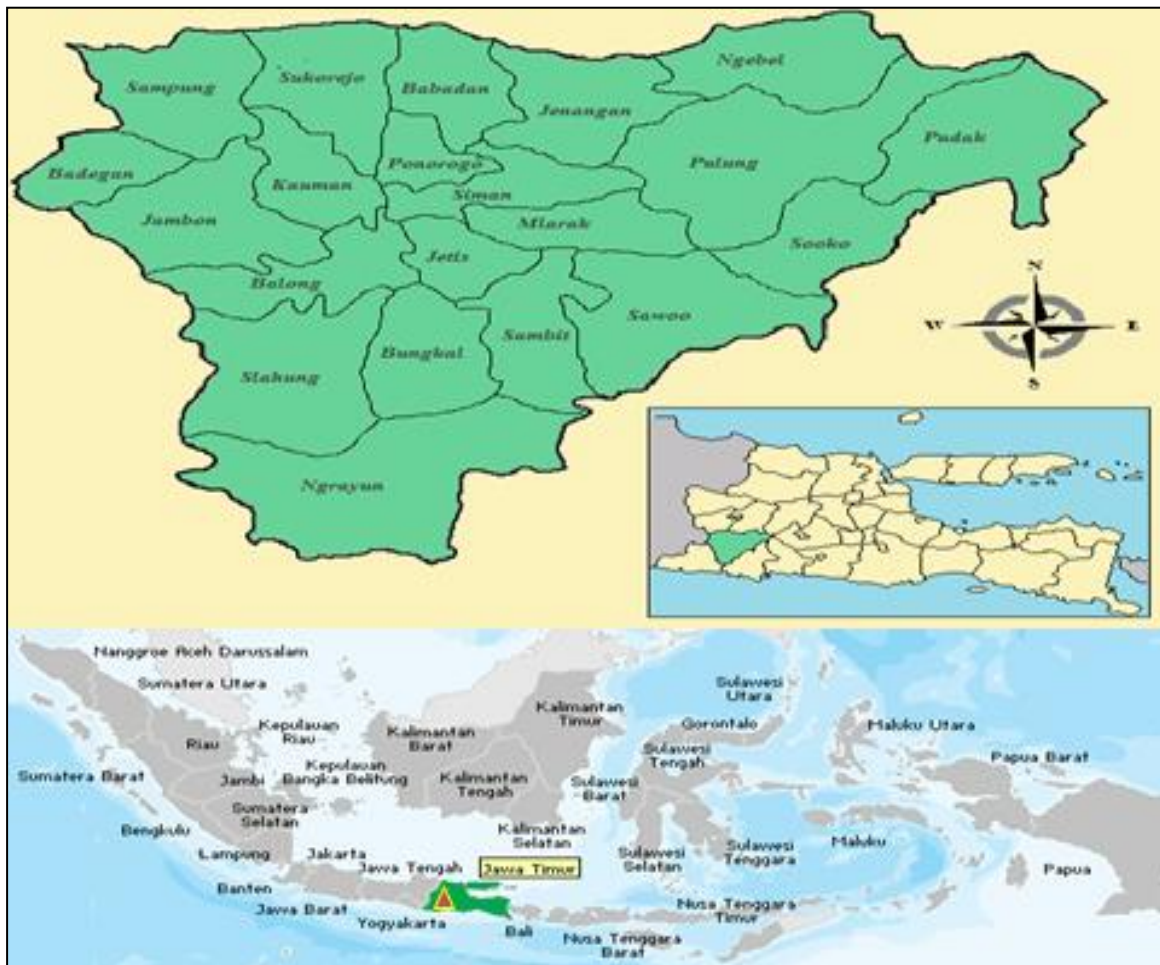 Ngebel
Sukorejo
Sampung
Babadan
Jenangan
Pudak
Ponorogo
Pulung
Badegan
Kauman
Siman
Jambon
Mlarak
Sooko
Jetis
Balong
N
W
E
S
Sawoo
Sambit
Bungkal
Slahung
Ngrayun
Nanggroe Aceh Darussalam
Sumatera Utara
Sulawesi
Utara
Kalimantan
Timur
Kepulauan
Riau
Kalimantan
Barat
Gorontalo
Maluku Utara
Riau
Sulawesi
Tengah
Papua Barat
Sumatera Barat
Jambi
Kepulauan
Bangka Belitung
Kalimantan
Tengah
Sulawesi
Barat
Sumatera
Selatan
Bengkulu
Kalimantan
Selatan
Sulawesi
Tenggara
Maluku
Lampung
Jakarta
Jawa Tengah
Jawa Timur
Sulawesi
Selatan
Papua
Banten
Jawa Barat
Yogyakarta
Bali
Nusa Tenggara
Timur
Nusa Tenggara
Barat